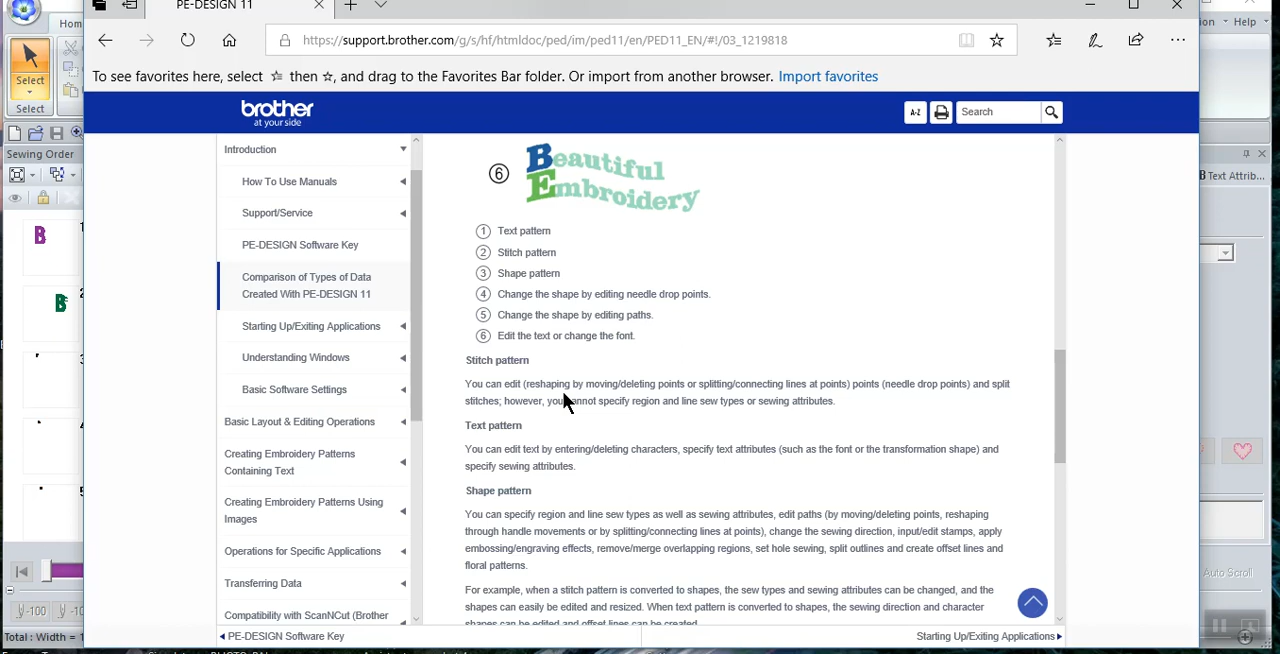 PE-DESIGN 11
Hom
ion Help
https://support.brother.com/g/s/hf/htmldoc/ped/im/ped11/en/PED11_EN/#!/03_1219818
Select
Select
To see favorites here, select ☆ then ☆, and drag to the Favorites Bar folder. Or import from another browser. Import favorites
brother
at your side
A-Z
Search
Sewing Order
Text Attrib...
Introduction
How To Use Manuals
Support/Service
PE-DESIGN Software Key
Comparison of Types of Data
Created With PE-DESIGN 11
Starting Up/Exiting Applications
Understanding Windows
Basic Software Settings
Basic Layout & Editing Operations
Creating Embroidery Patterns
Containing Text
Creating Embroidery Patterns Using
Images
Operations for Specific Applications
Transferring Data
Compatibility with ScanNCut (Brother
B
B
⑥ Beautiful
Embroidery
① Text pattern
② Stitch pattern
③ Shape pattern
④ Change the shape by editing needle drop points.
⑤ Change the shape by editing paths.
⑥ Edit the text or change the font.
Stitch pattern
You can edit (reshaping by moving/deleting points or splitting/connecting lines at points) points (needle drop points) and split
stitches; however, you cannot specify region and line sew types or sewing attributes.
Text pattern
You can edit text by entering/deleting characters, specify text attributes (such as the font or the transformation shape) and
specify sewing attributes.
Shape pattern
You can specify region and line sew types as well as sewing attributes, edit paths (by moving/deleting points, reshaping
through handle movements or by splitting/connecting lines at points), change the sewing direction, input/edit stamps, apply
embossing/engraving effects, remove/merge overlapping regions, set hole sewing, split outlines and create offset lines and
floral patterns.
For example, when a stitch pattern is converted to shapes, the sew types and sewing attributes can be changed, and the
shapes can easily be edited and resized. When text pattern is converted to shapes, the sewing direction and character
shapes can be edited and offset lines can be created.
PE-DESIGN Software Key
Starting Up/Exiting Applications
Auto Scroll
-100
-10
Total : Width = 1